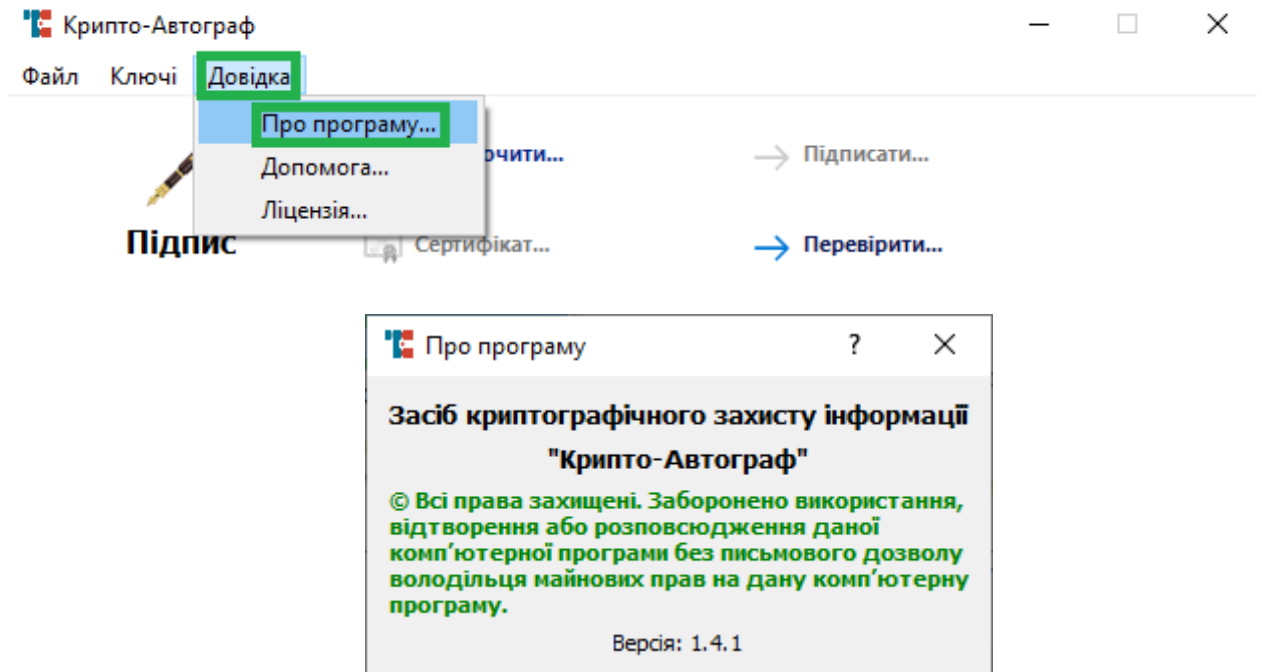 Крипто-Автограф
Файл Ключі Довідка
Про програму...
Допомога...
Ліцензія...
Підписати...
Підпис
Сертифікат...
Перевірити...
Про програму
?
Засіб криптографічного захисту інформації
"Крипто-Автограф"
© Всі права захищені. Заборонено використання,
відтворення або розповсюдження даної
комп’ютерної програми без письмового дозволу
володільця майнових прав на дану комп’ютерну
програму.
Версія: 1.4.1